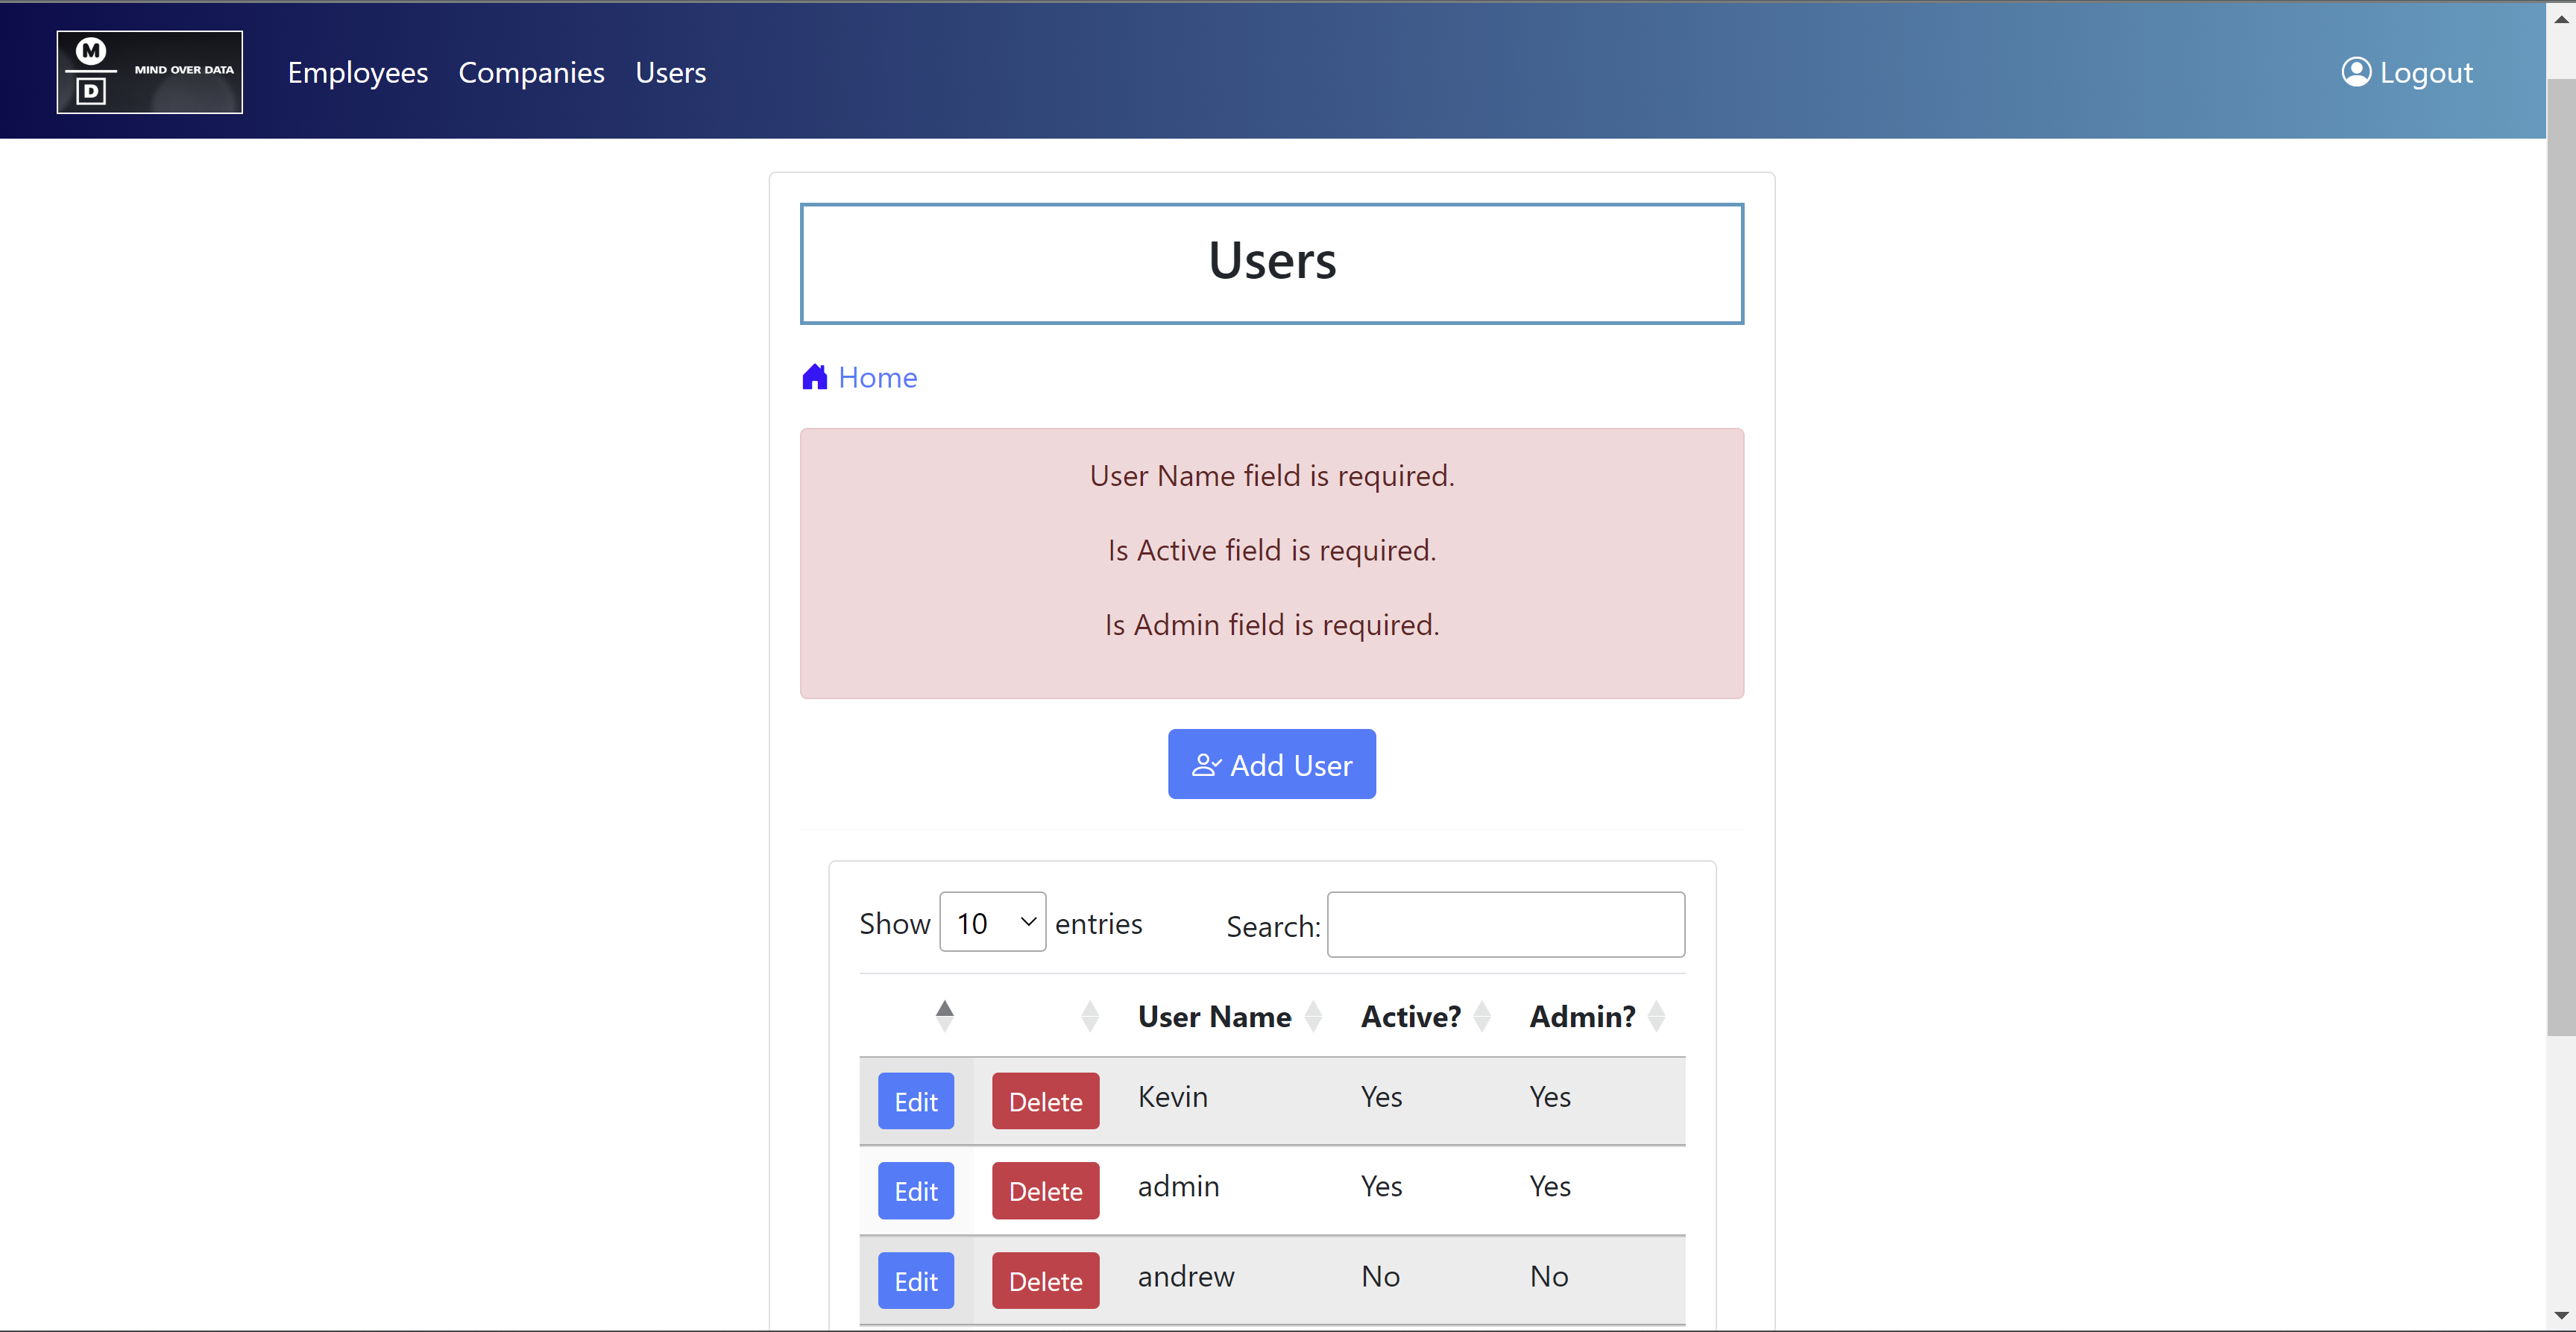 M
D
MIND OVER DATA
Employees Companies Users
Logout
Users
Home
User Name field is required.
Is Active field is required.
Is Admin field is required.
Add User
Show 10 entries Search:
User Name Active? Admin?
Edit Delete Kevin Yes Yes
Edit Delete admin Yes Yes
Edit Delete andrew No No